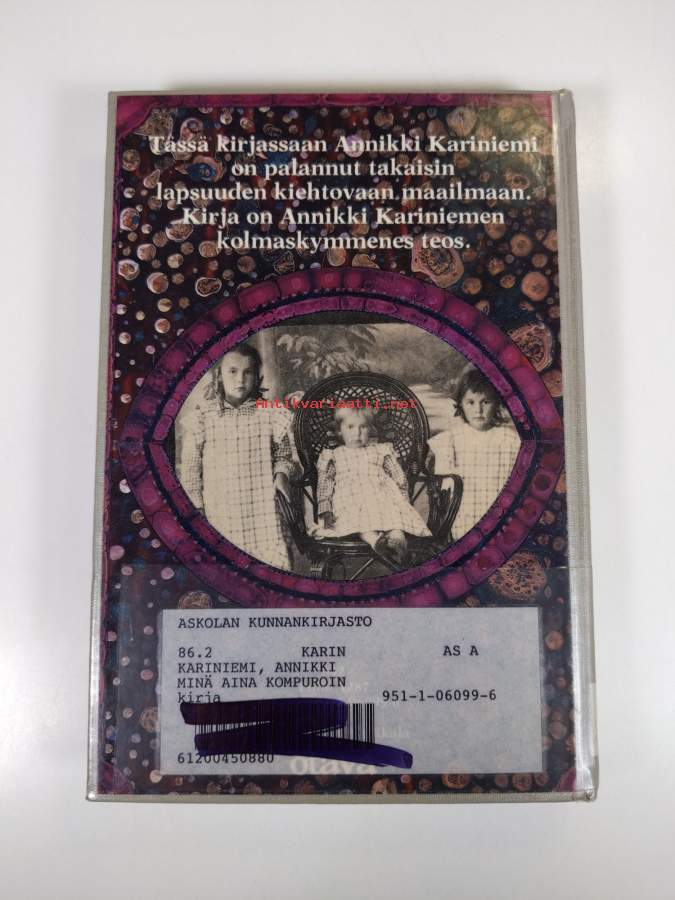 Tässä kirjassaan Annikki Kariniemi
on palannut takaisin
lapsuuden kiehtovaan maailmaan.
Kirja on Annikki Kariniemen
kolmaskymmenes teos.
Antikvariaatti.net
ASKOLAN KUNNANKIRJASTO
86.2 KARIN AS A
KARINIEMI, ANNIKKI
MINÄ AINA KOMPUROIN
kirja 951-1-06099-6
61200450880
otava